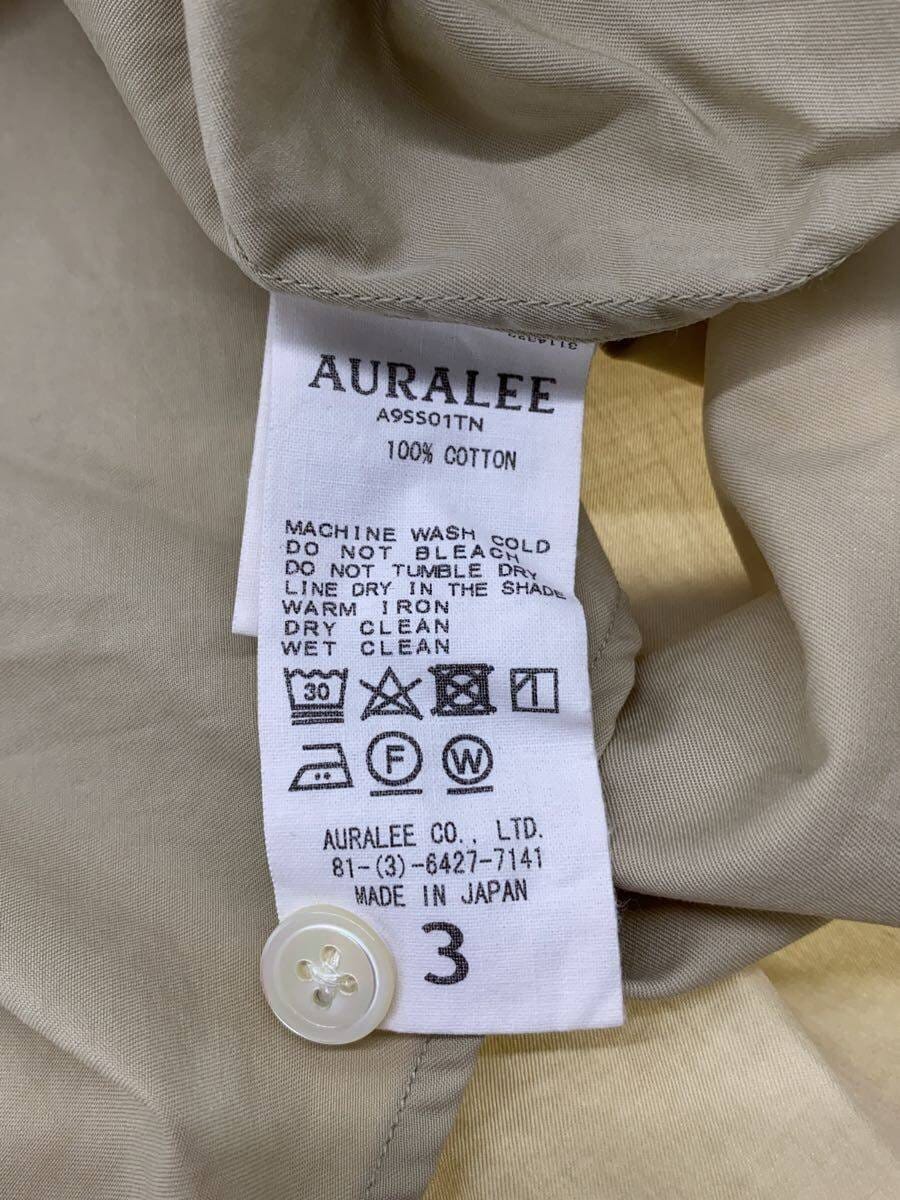 AURALEE
A9SS01TN
100% COTTON
MACHINE WASH COLD
DO NOT BLEACH
DO NOT TUMBLE DRY
LINE DRY IN THE SHADE
WARM IRON
DRY CLEAN
WET CLEAN
30
F W
AURALEE CO., LTD.
81-(3)-6427-7141
MADE IN JAPAN
3